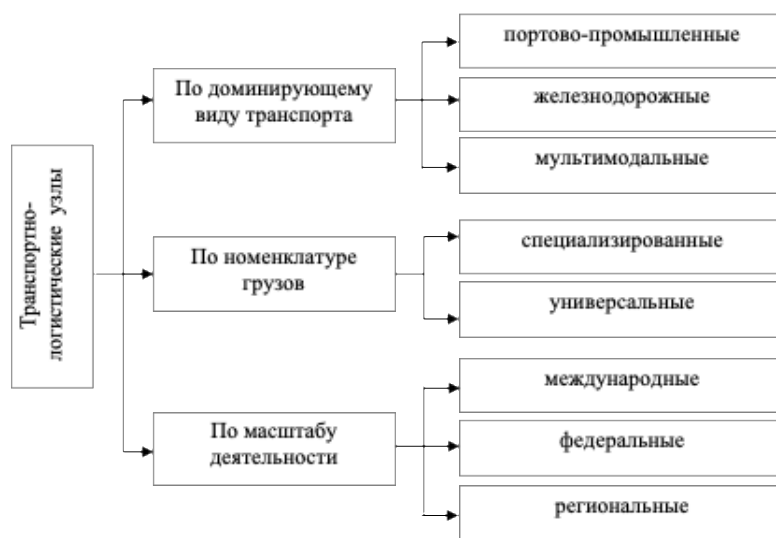 Транспортно-
логистические узлы
По доминирующему
виду транспорта
портово-промышленные
железнодорожные
мультимодальные
По номенклатуре
грузов
специализированные
универсальные
По масштабу
деятельности
международные
федеральные
региональные